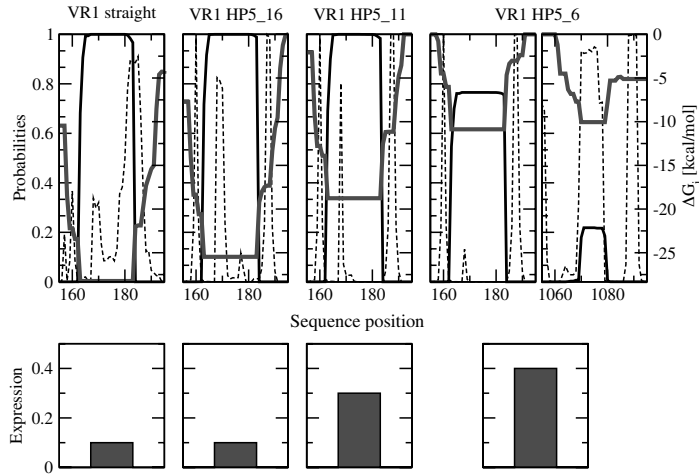 VR1 straight VR1 HP5_16 VR1 HP5_11 VR1 HP5_6
1 0
0.8 -5
Probabilities
0.6 -10
0.4 -15
0.2 -20
0 -25
ΔGi [kcal/mol]
160 180 160 180 160 180 160 180 1060 1080
Sequence position
Expression
0.4
0.2
0